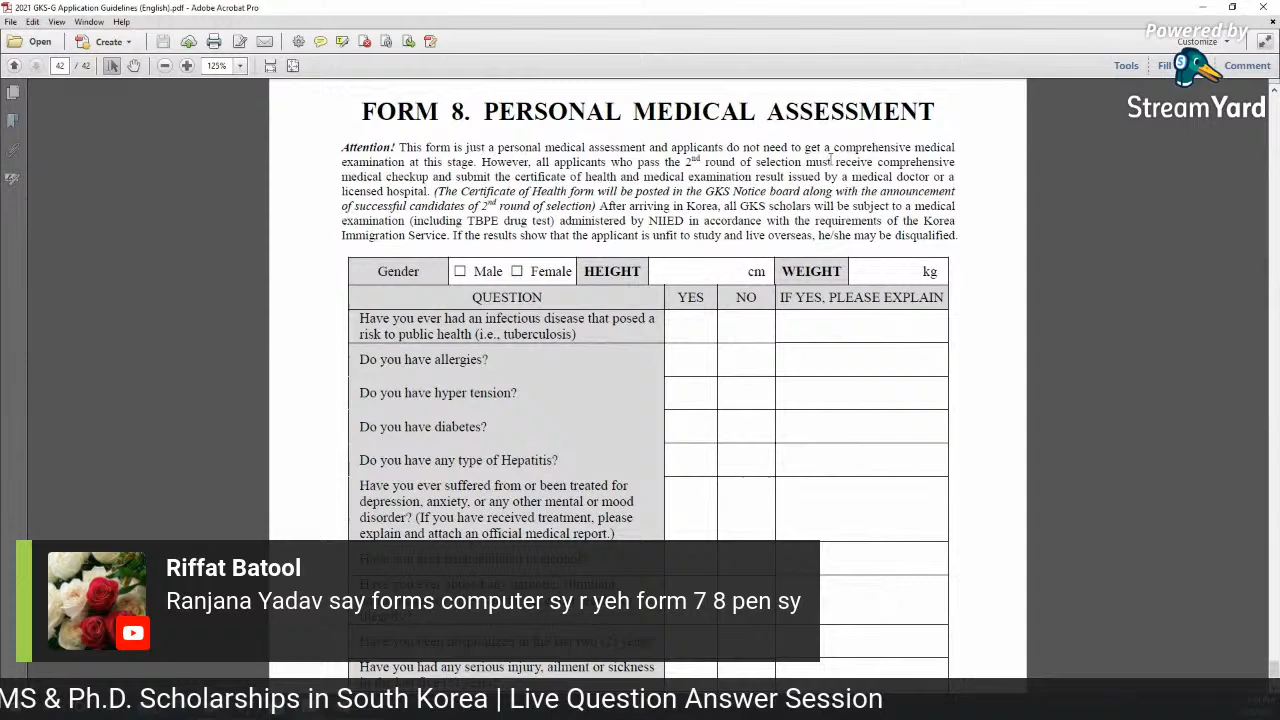 2021 GKS-G Application Guidelines (English).pdf - Adobe Acrobat Pro
File Edit View Window Help
Open Create Customize
42 / 42 125% Tools Fill Comment
Powered by
StreamYard
FORM 8. PERSONAL MEDICAL ASSESSMENT
Attention! This form is just a personal medical assessment and applicants do not need to get a comprehensive medical
examination at this stage. However, all applicants who pass the 2nd round of selection must receive comprehensive
medical checkup and submit the certificate of health and medical examination result issued by a medical doctor or a
licensed hospital. (The Certificate of Health form will be posted in the GKS Notice board along with the announcement
of successful candidates of 2nd round of selection) After arriving in Korea, all GKS scholars will be subject to a medical
examination (including TBPE drug test) administered by NIIED in accordance with the requirements of the Korea
Immigration Service. If the results show that the applicant is unfit to study and live overseas, he/she may be disqualified.
Gender ☐ Male ☐ Female HEIGHT cm WEIGHT kg
QUESTION YES NO IF YES, PLEASE EXPLAIN
Have you ever had an infectious disease that posed a
risk to public health (i.e., tuberculosis)
Do you have allergies?
Do you have hyper tension?
Do you have diabetes?
Do you have any type of Hepatitis?
Have you ever suffered from or been treated for
depression, anxiety, or any other mental or mood
disorder? (If you have received treatment, please
explain and attach an official medical report.)
Riffat Batool
Ranjana Yadav say forms computer sy r yeh form 7 8 pen sy
Have you been hospitalized in the last two (2) years?
Have you had any serious injury, ailment or sickness
MS & Ph.D. Scholarships in South Korea | Live Question Answer Session